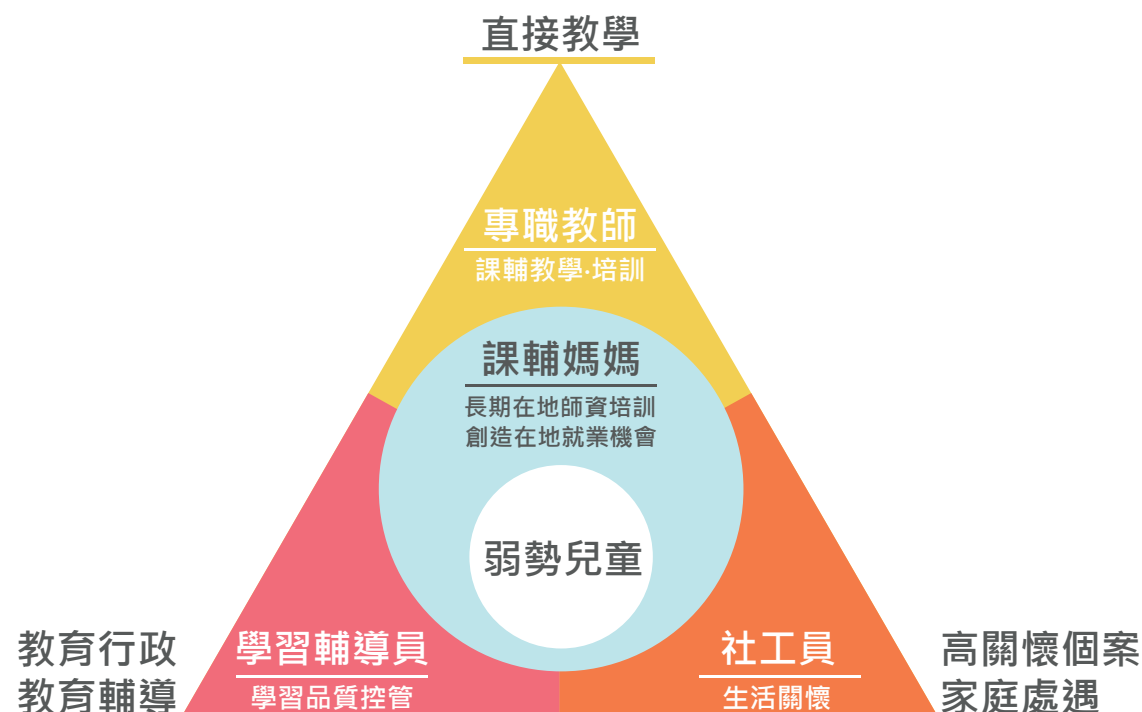 直接教學
專職教師
課輔教學·培訓
課輔媽媽
長期在地師資培訓
創造在地就業機會
弱勢兒童
教育行政
教育輔導
學習輔導員
學習品質控管
社工員
生活關懷
高關懷個案
家庭處遇